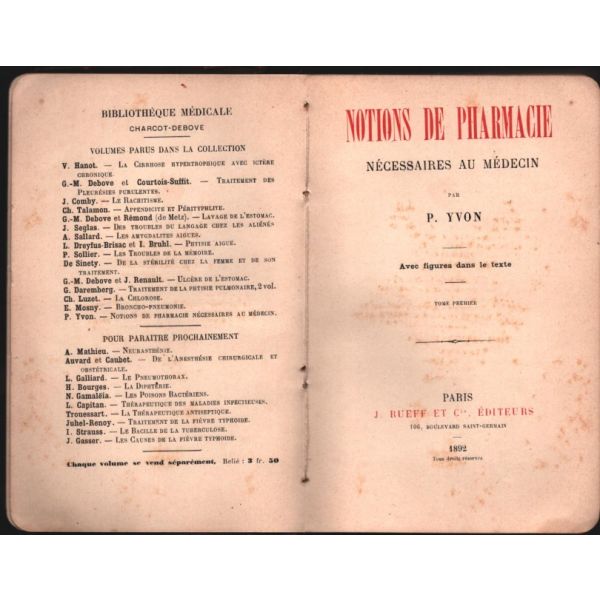 BIBLIOTHÈQUE MÉDICALE
CHARCOT-DEBOVE
VOLUMES PARUS DANS LA COLLECTION
V. Hanot. — La Cirrhose hypertrophique avec ictère
chronique.
G.-M. Debove et Courtois-Suffit. — Traitement des
Pleurésies purulentes.
J. Comby. — Le Rachitisme.
Ch. Talamon. — Appendicite et Pérityphlite.
G.-M. Debove et Rémond (de Metz). — Lavage de l'estomac.
J. Seglas. — Des troubles du langage chez les aliénés
A. Sallard. — Les amygdalites aigues.
L. Dreyfus-Brisac et I. Bruhl. — Phtisie aiguë.
P. Sollier. — Les Troubles de la mémoire.
De Sinety. — De la stérilité chez la femme et de son
traitement.
G.-M. Debove et J. Renault. — Ulcère de l'estomac.
G. Daremberg. — Traitement de la phtisie pulmonaire, 2 vol.
Ch. Luzet. — La Chlorose.
E. Mosny. — Broncho-pneumonie.
P. Yvon. — Notions de pharmacie nécessaires au médecin.
POUR PARAITRE PROCHAINEMENT
A. Mathieu. — Neurasthénie.
Auvard et Caubet. — De l'Anesthésie chirurgicale et
obstétricale.
L. Galliard. — Le Pneumothorax.
H. Bourges. — La Diphtérie.
N. Gamaléia. — Les Poisons Bactériens.
L. Capitan. — Thérapeutique des maladies infectieuses.
Trouessart. — La Thérapeutique antiseptique.
Juhel-Renoy. — Traitement de la fièvre typhoïde.
I. Strauss. — Le Bacille de la tuberculose.
J. Gasser. — Les Causes de la fièvre typhoïde.
Chaque volume se vend séparément, Relié : 3 fr. 50
NOTIONS DE PHARMACIE
NÉCESSAIRES AU MÉDECIN
PAR
P. YVON
Avec figures dans le texte
TOME PREMIER
PARIS
J. RUEFF ET Cie, ÉDITEURS
106, BOULEVARD SAINT-GERMAIN
1892
Tous droits réservés